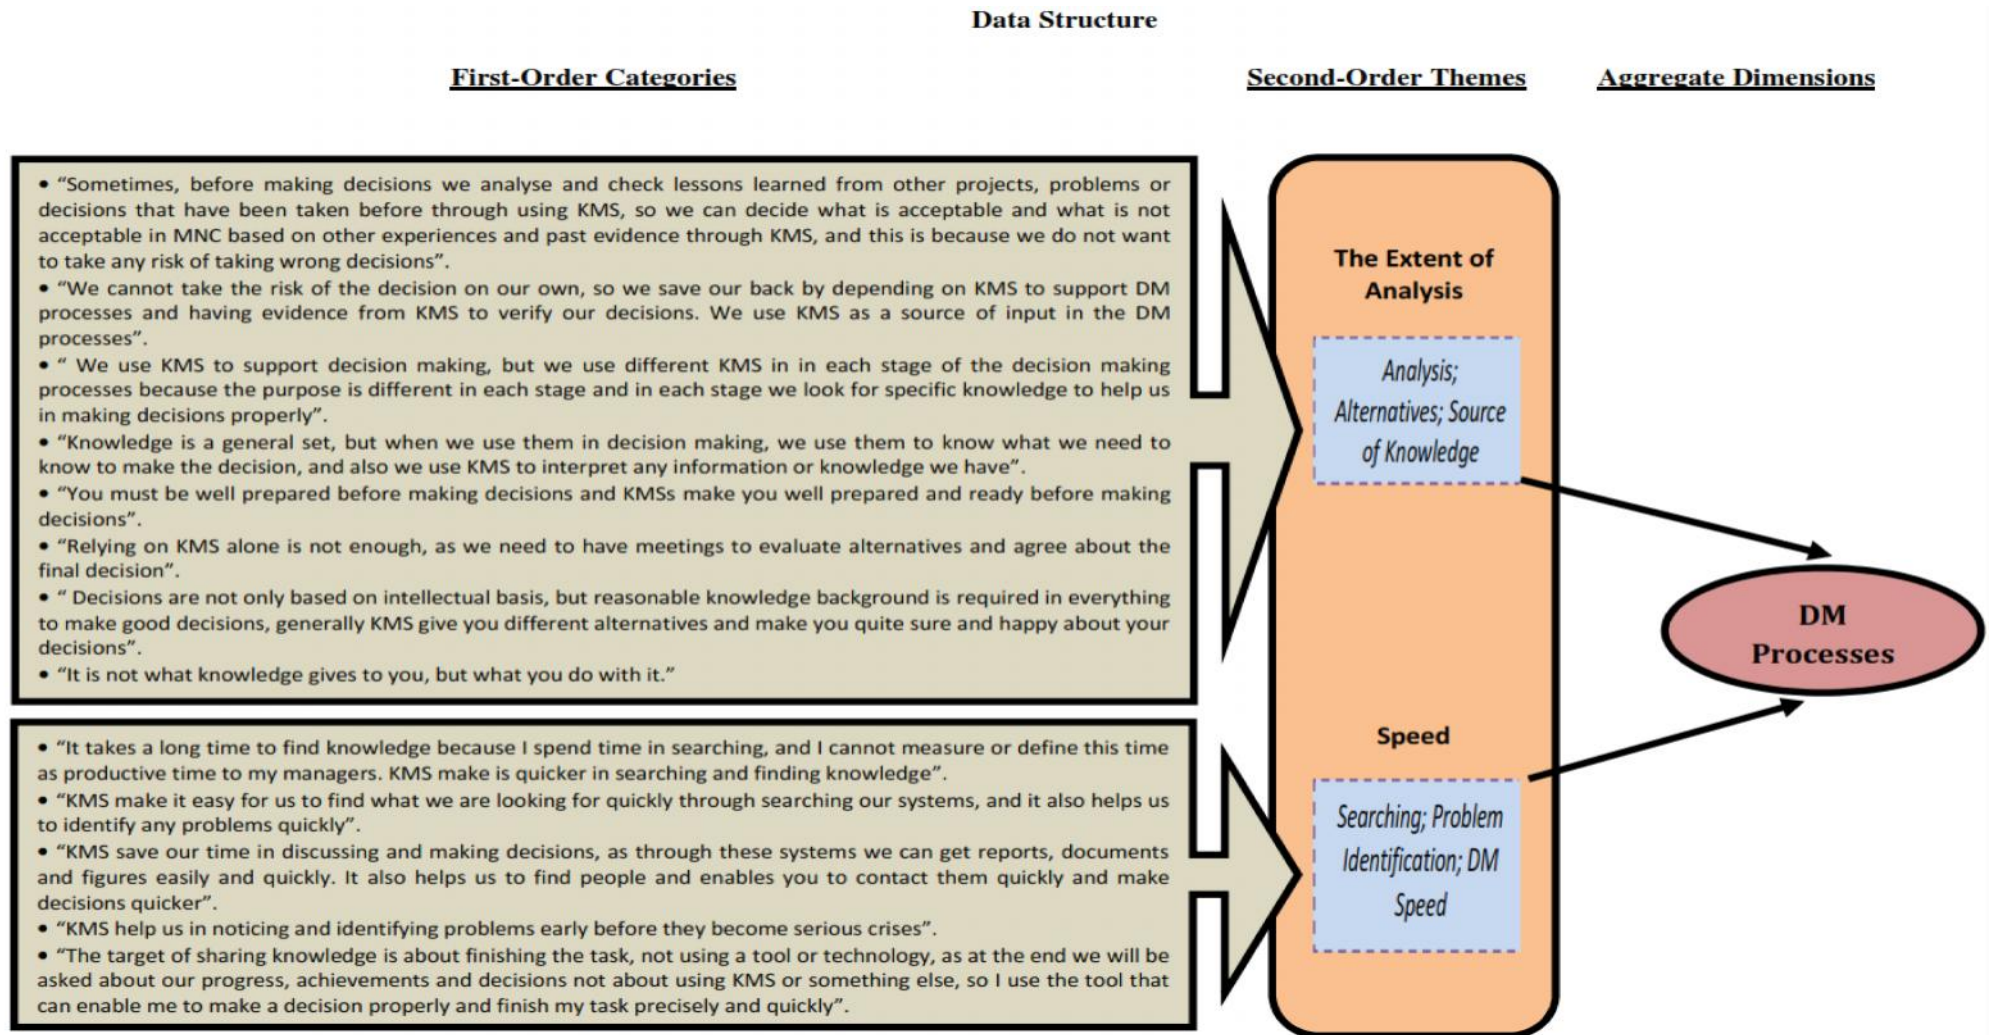 Data Structure
First-Order Categories
Second-Order Themes
Aggregate Dimensions
• “Sometimes, before making decisions we analyse and check lessons learned from other projects, problems or
decisions that have been taken before through using KMS, so we can decide what is acceptable and what is not
acceptable in MNC based on other experiences and past evidence through KMS, and this is because we do not want
to take any risk of taking wrong decisions”.
• “We cannot take the risk of the decision on our own, so we save our back by depending on KMS to support DM
processes and having evidence from KMS to verify our decisions. We use KMS as a source of input in the DM
processes”.
• “ We use KMS to support decision making, but we use different KMS in in each stage of the decision making
processes because the purpose is different in each stage and in each stage we look for specific knowledge to help us
in making decisions properly”.
• “Knowledge is a general set, but when we use them in decision making, we use them to know what we need to
know to make the decision, and also we use KMS to interpret any information or knowledge we have”.
• “You must be well prepared before making decisions and KMSs make you well prepared and ready before making
decisions”.
• “Relying on KMS alone is not enough, as we need to have meetings to evaluate alternatives and agree about the
final decision”.
• “ Decisions are not only based on intellectual basis, but reasonable knowledge background is required in everything
to make good decisions, generally KMS give you different alternatives and make you quite sure and happy about your
decisions”.
• “It is not what knowledge gives to you, but what you do with it.”
The Extent of
Analysis
Analysis;
Alternatives; Source
of Knowledge
• “It takes a long time to find knowledge because I spend time in searching, and I cannot measure or define this time
as productive time to my managers. KMS make is quicker in searching and finding knowledge”.
• “KMS make it easy for us to find what we are looking for quickly through searching our systems, and it also helps us
to identify any problems quickly”.
• “KMS save our time in discussing and making decisions, as through these systems we can get reports, documents
and figures easily and quickly. It also helps us to find people and enables you to contact them quickly and make
decisions quicker”.
• “KMS help us in noticing and identifying problems early before they become serious crises”.
• “The target of sharing knowledge is about finishing the task, not using a tool or technology, as at the end we will be
asked about our progress, achievements and decisions not about using KMS or something else, so I use the tool that
can enable me to make a decision properly and finish my task precisely and quickly”.
Speed
Searching; Problem
Identification; DM
Speed
DM
Processes